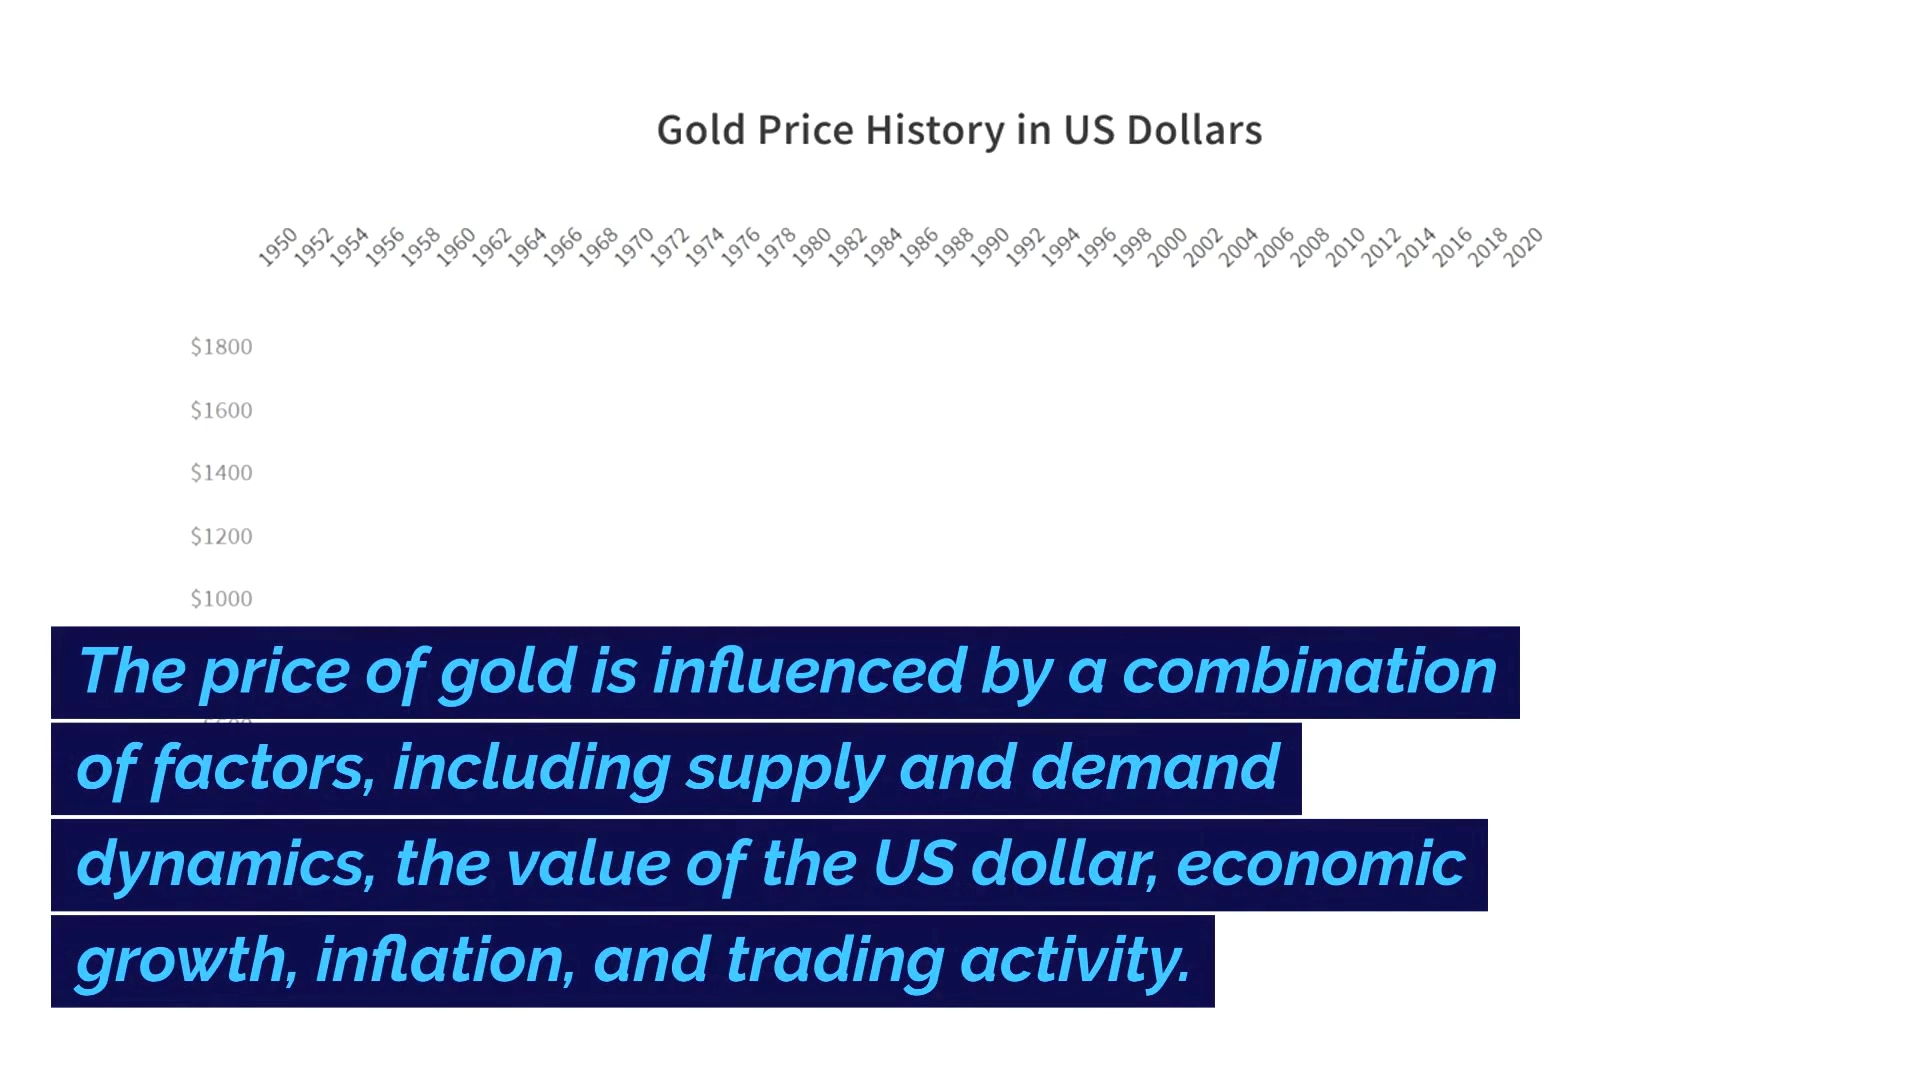 Gold Price History in US Dollars
1950 1952 1954 1956 1958 1960 1962 1964 1966 1968 1970 1972 1974 1976 1978 1980 1982 1984 1986 1988 1990 1992 1994 1996 1998 2000 2002 2004 2006 2008 2010 2012 2014 2016 2018 2020
$1800
$1600
$1400
$1200
$1000
The price of gold is influenced by a combination
of factors, including supply and demand
dynamics, the value of the US dollar, economic
growth, inflation, and trading activity.